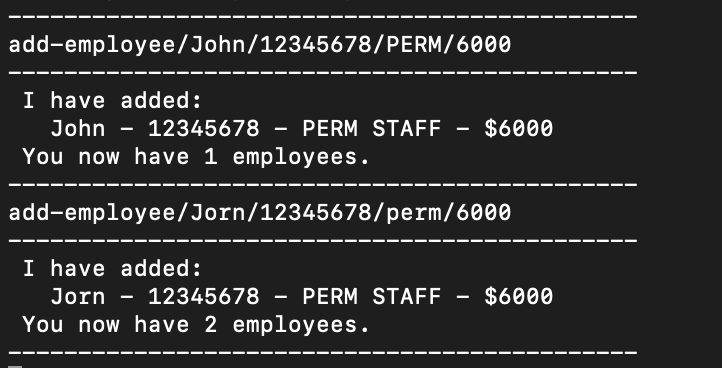 ---------------------------------------------
add-employee/John/12345678/PERM/6000
---------------------------------------------
 I have added:
   John - 12345678 - PERM STAFF - $6000
 You now have 1 employees.
---------------------------------------------
add-employee/Jorn/12345678/perm/6000
---------------------------------------------
 I have added:
   Jorn - 12345678 - PERM STAFF - $6000
 You now have 2 employees.
---------------------------------------------